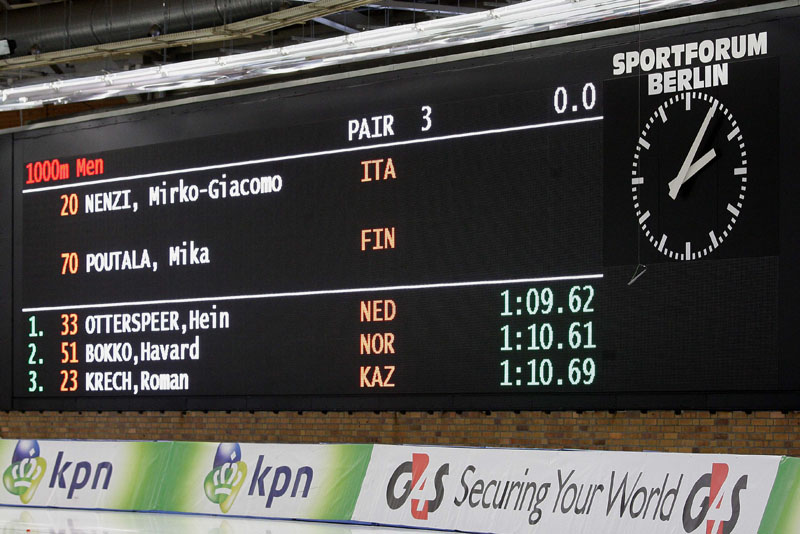 SPORTFORUM
BERLIN
PAIR 3 0.0
1000m Men
20 NENZI, Mirko-Giacomo ITA
70 POUTALA, Mika FIN
1. 33 OTTERSPEER,Hein NED 1:09.62
2. 51 BOKKO,Havard NOR 1:10.61
3. 23 KRECH,Roman KAZ 1:10.69
kpn kpn G4S Securing Your World G4S